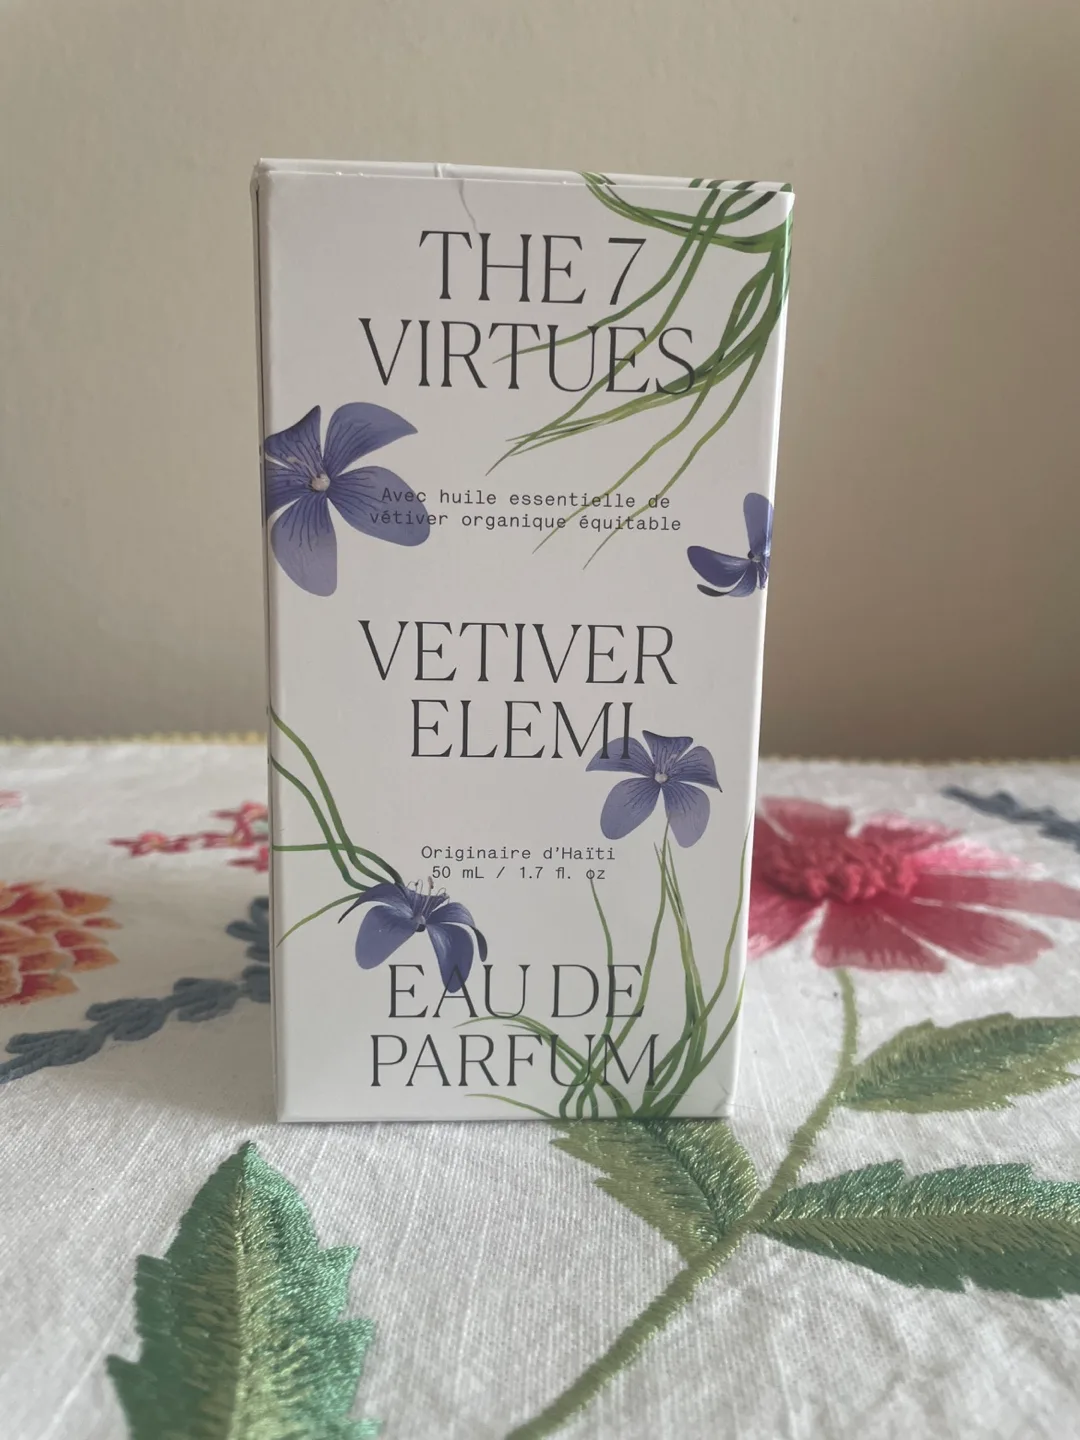 THE 7
VIRTUES
Avec huile essentielle de
vétiver organique équitable
VETIVER
ELEMI
Originaire d'Haïti
50 mL / 1.7 fl. oz
EAU DE
PARFUM